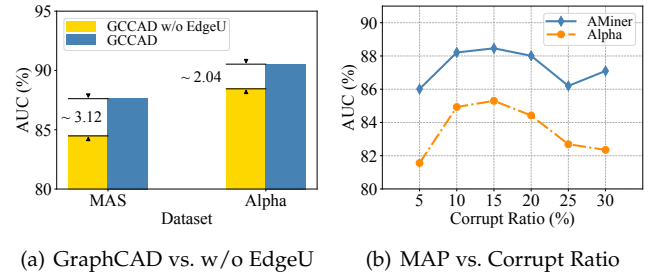 95
90
85
80
AUC (%)
GCCAD w/o EdgeU
GCCAD
~ 3.12
~ 2.04
MAS
Alpha
Dataset
(a) GraphCAD vs. w/o EdgeU
90
88
86
84
82
80
AUC (%)
AMiner
Alpha
5
10
15
20
25
30
Corrupt Ratio (%)
(b) MAP vs. Corrupt Ratio